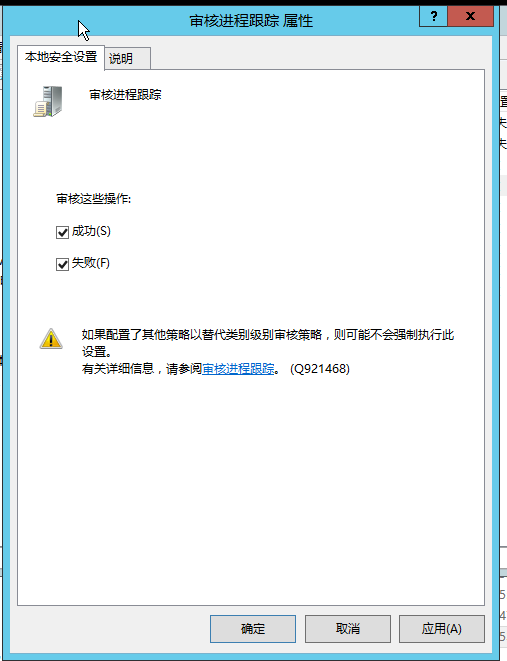 审核进程跟踪 属性
?
x
本地安全设置
说明
审核进程跟踪
审核这些操作:
成功(S)
失败(F)
如果配置了其他策略以替代类别级别审核策略，则可能不会强制执行此
设置。
有关详细信息，请参阅审核进程跟踪。 (Q921468)
确定
取消
应用(A)